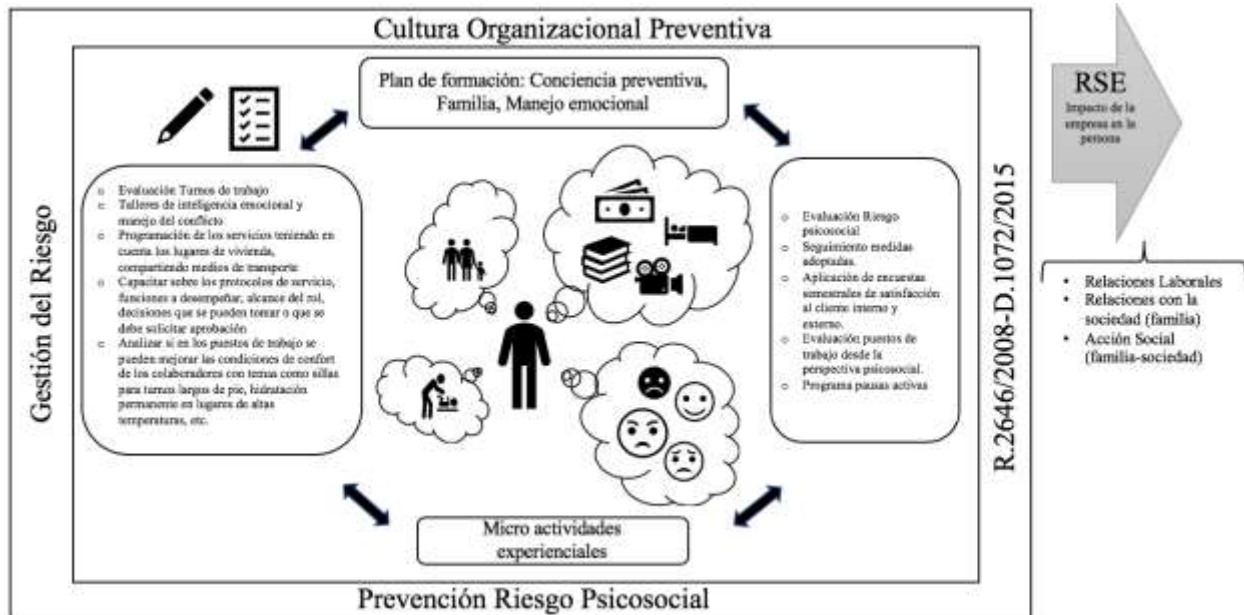 Cultura Organizacional Preventiva
Plan de formación: Conciencia preventiva,
Familia, Manejo emocional
Gestión del Riesgo
o Evaluación Turnos de trabajo
o Talleres de inteligencia emocional y
manejo del conflicto
o Programación de los servicios teniendo en
cuenta los lugares de vivienda,
compartiendo medios de transporte
o Capacitar sobre los protocolos de servicio,
funciones a desempeñar, alcance del rol,
decisiones que se pueden tomar o que se
debe solicitar aprobación
o Analizar si en los puestos de trabajo se
pueden mejorar las condiciones de confort
de los colaboradores con temas como sillas
para turnos largos de pie, hidratación
permanente en lugares de altas
temperaturas, etc.
o Evaluación Riesgo
psicosocial
o Seguimiento medidas
adoptadas.
o Aplicación de encuestas
semestrales de satisfacción
al cliente interno y
externo.
o Evaluación puestos de
trabajo desde la
perspectiva psicosocial.
o Programa pausas activas
R.2646/2008-D.1072/2015
Micro actividades
experienciales
Prevención Riesgo Psicosocial
RSE
Impacto de la
empresa en la
persona
• Relaciones Laborales
• Relaciones con la
sociedad (familia)
• Acción Social
(familia-sociedad)